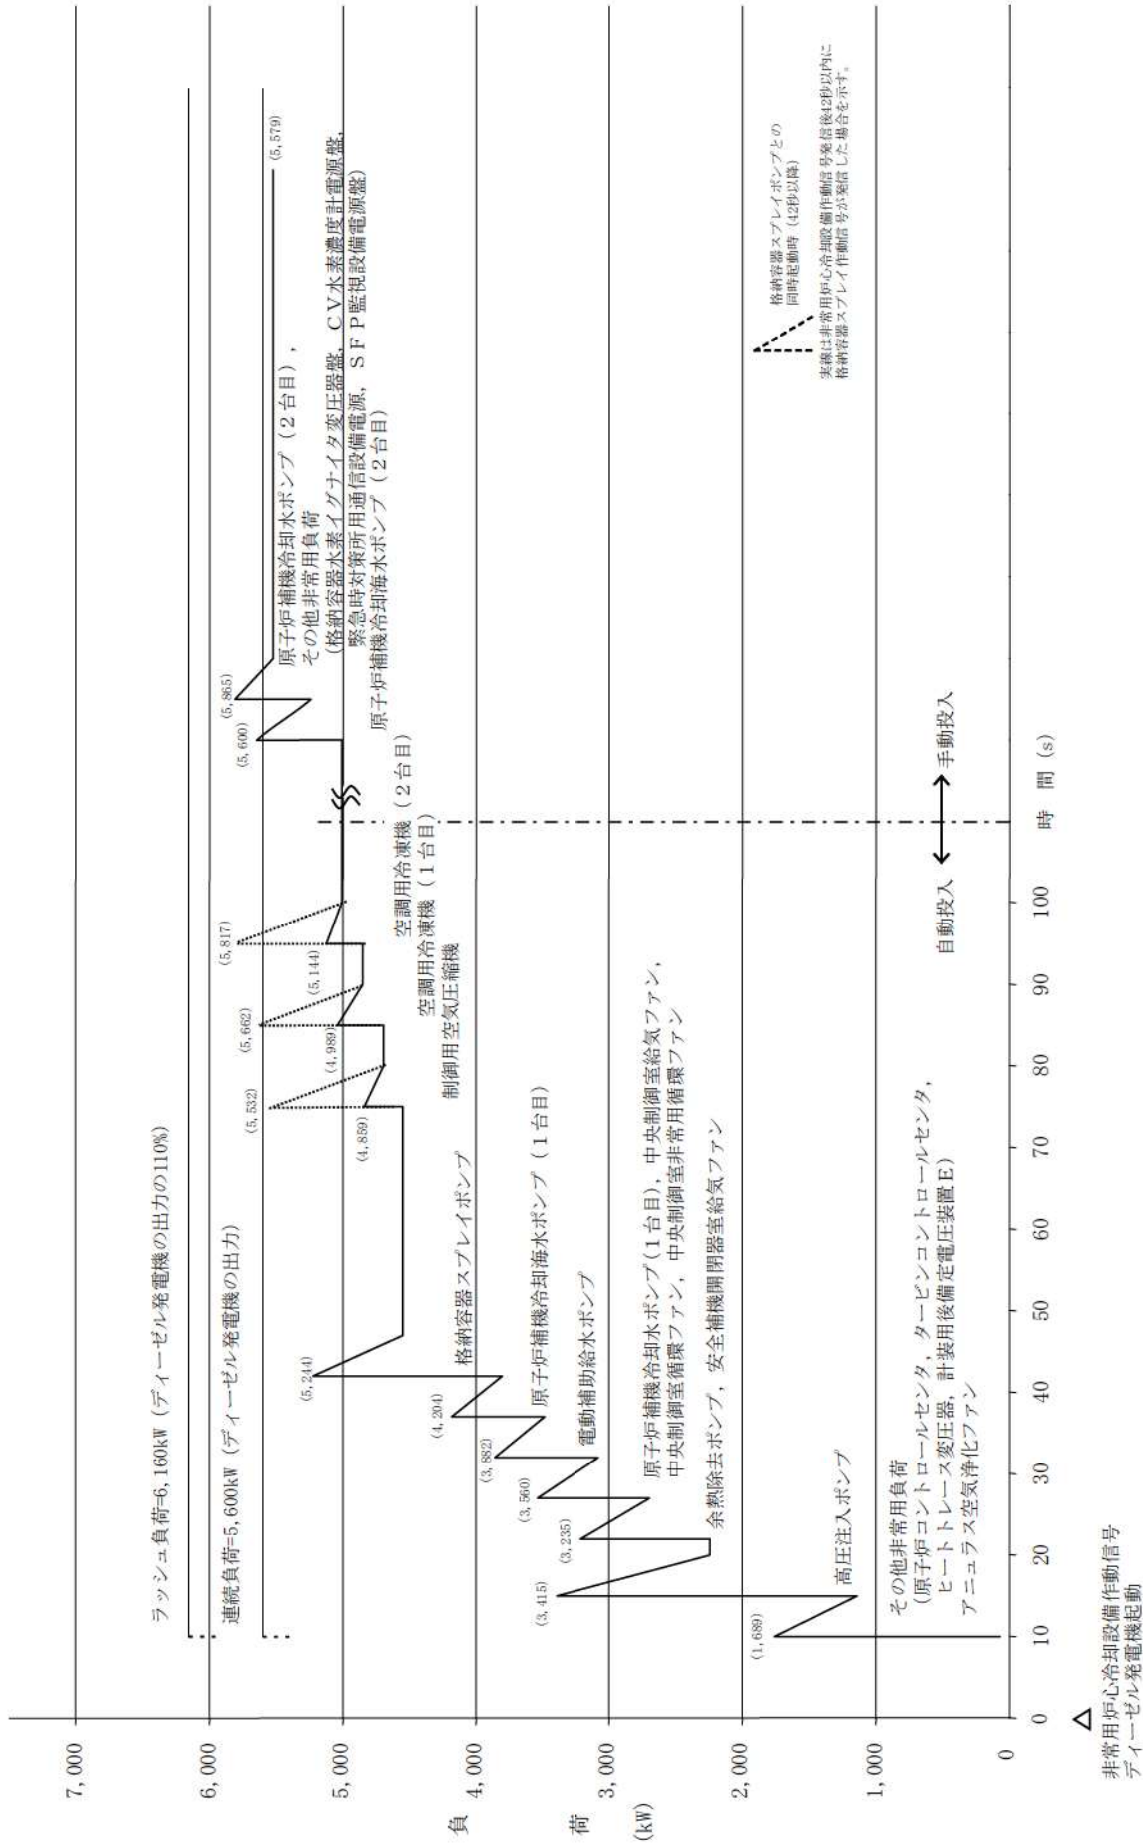 7,000
6,000
5,000
4,000
3,000
2,000
1,000
0
負
荷
(kW)
ラッシュ負荷=6,160kW (ディーゼル発電機の出力の110%)
連続負荷=5,600kW (ディーゼル発電機の出力)
(1,689)
(3,415)
(3,235)
(3,560)
(3,882)
(4,204)
(5,244)
(4,859)
(5,532)
(4,989)
(5,662)
(5,144)
(5,817)
(5,600)
(5,865)
(5,579)
原子炉補機冷却水ポンプ（２台目），
その他非常用負荷
(格納容器水素イグナイタ変圧器盤，ＣＶ水素濃度計電源盤，
緊急時対策所用通信設備電源，ＳＦＰ監視設備電源盤)
原子炉補機冷却海水ポンプ（２台目）
空調用冷凍機（２台目）
空調用冷凍機（１台目）
制御用空気圧縮機
格納容器スプレイポンプ
原子炉補機冷却海水ポンプ（１台目）
電動補助給水ポンプ
原子炉補機冷却水ポンプ(１台目)，中央制御室給気ファン，
中央制御室循環ファン，中央制御室非常用循環ファン
余熱除去ポンプ，安全補機開閉器室給気ファン
高圧注入ポンプ
その他非常用負荷
(原子炉コントロールセンタ，タービンコントロールセンタ，
ヒートトレース変圧器，計装用後備定電圧装置Ｅ)
アニュラス空気浄化ファン
格納容器スプレイポンプとの
同時起動時（42秒以降）
実線は非常用炉心冷却設備作動信号発信後42秒以内に
格納容器スプレイ作動信号が発信した場合を示す。
自動投入
手動投入
0
10
20
30
40
50
60
70
80
90
100
時　間 (s)
非常用炉心冷却設備作動信号
ディーゼル発電機起動